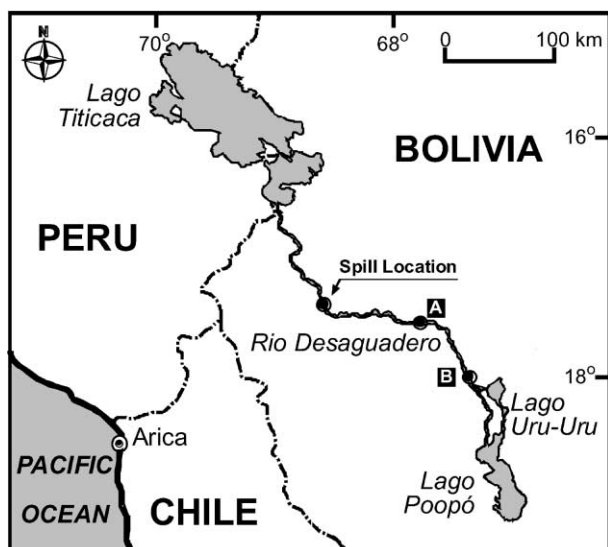 N
70°
68°
0 100 km
Lago
Titicaca
16°
BOLIVIA
PERU
Spill Location
A
Rio Desaguadero
B
18°
Lago
Uru-Uru
Arica
PACIFIC
OCEAN
CHILE
Lago
Poopó